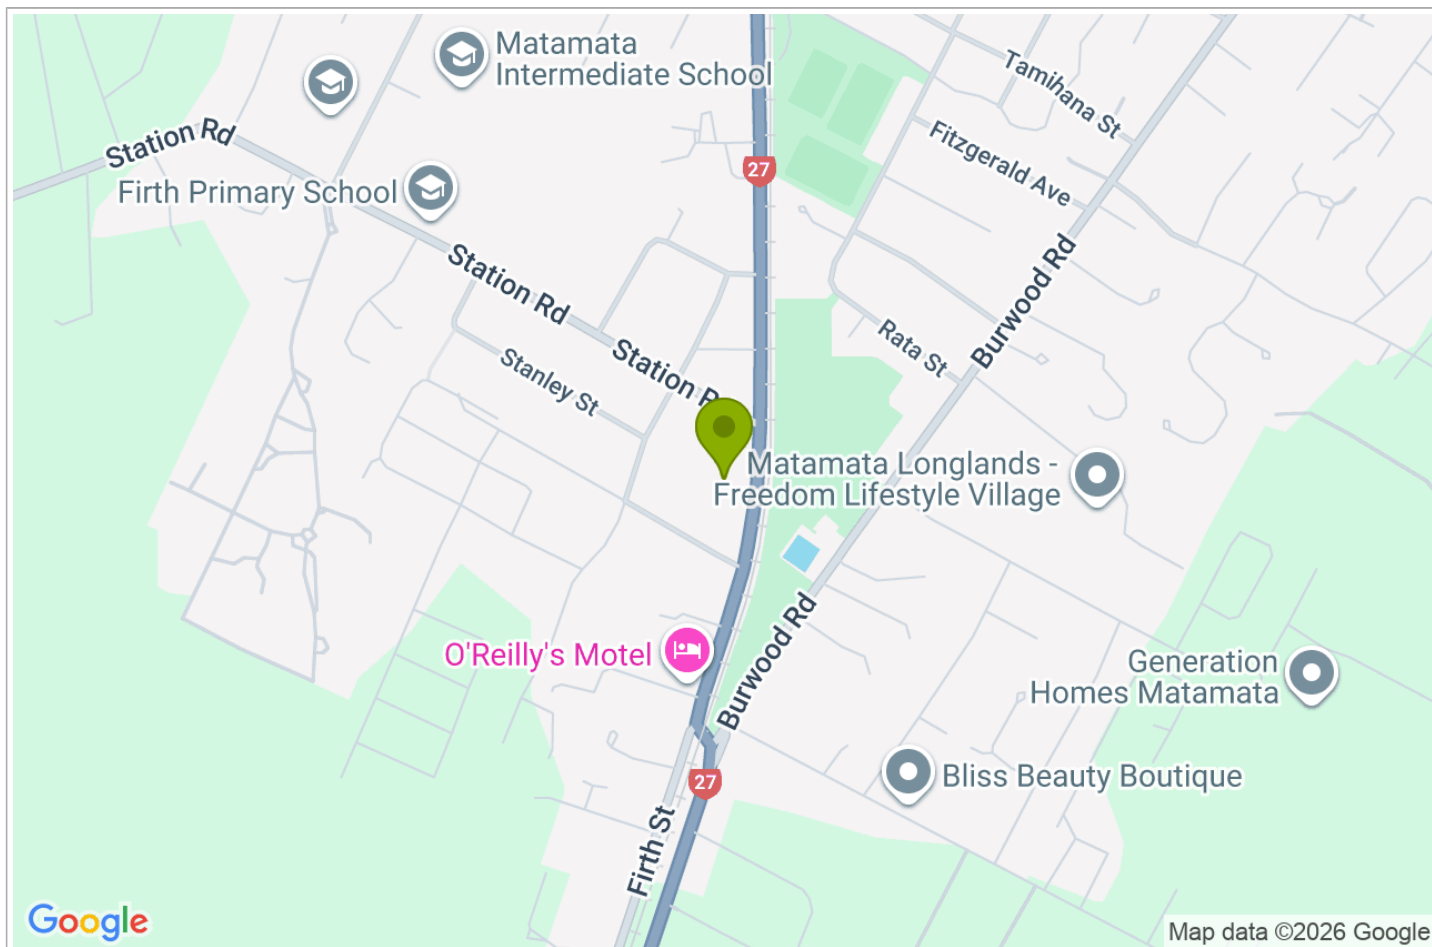 Matamata
Intermediate School
Tamihana St
Station Rd
Fitzgerald Ave
27
Firth Primary School
Station Rd
Burwood Rd
Rata St
Station R
Stanley St
Matamata Longlands -
Freedom Lifestyle Village
O'Reilly's Motel
Burwood Rd
Generation
Homes Matamata
27
Bliss Beauty Boutique
Firth St
Google
Map data ©2026 Google